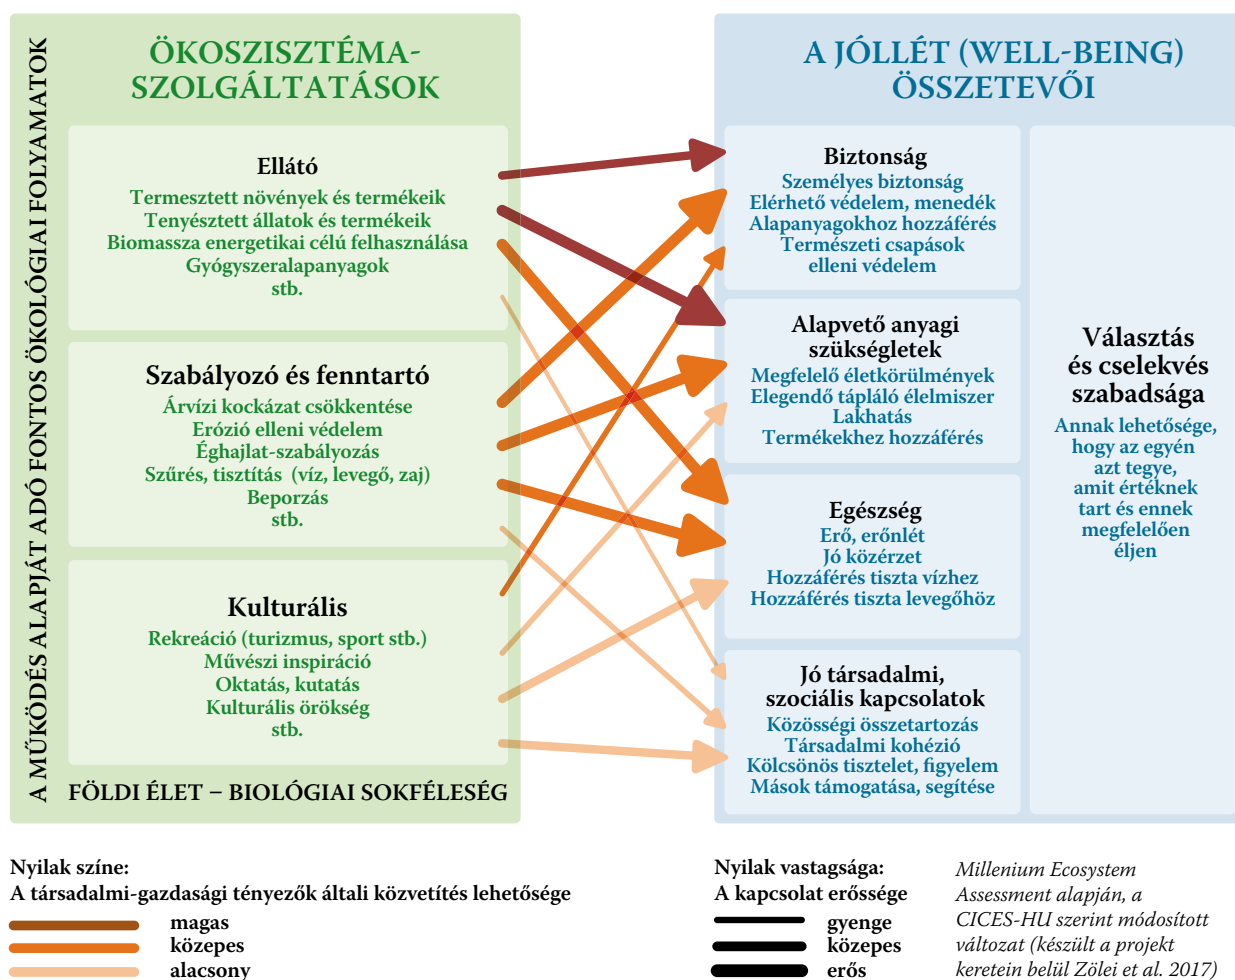 A MŰKÖDÉS ALAPJÁT ADÓ FONTOS ÖKOLÓGIAI FOLYAMATOK
ÖKOSZISZTÉMA-
SZOLGÁLTATÁSOK
Ellátó
Termesztett növények és termékeik
Tenyésztett állatok és termékeik
Biomassza energetikai célú felhasználása
Gyógyszeralapanyagok
stb.
Szabályozó és fenntartó
Árvízi kockázat csökkentése
Erózió elleni védelem
Éghajlat-szabályozás
Szűrés, tisztítás (víz, levegő, zaj)
Beporzás
stb.
Kulturális
Rekreáció (turizmus, sport stb.)
Művészi inspiráció
Oktatás, kutatás
Kulturális örökség
stb.
FÖLDI ÉLET – BIOLÓGIAI SOKFÉLESÉG
A JÓLLÉT (WELL-BEING)
ÖSSZETEVŐI
Biztonság
Személyes biztonság
Elérhető védelem, menedék
Alapanyagokhoz hozzáférés
Természeti csapások
elleni védelem
Alapvető anyagi
szükségletek
Megfelelő életkörülmények
Elegendő tápláló élelmiszer
Lakhatás
Termékekhez hozzáférés
Egészség
Erő, erőnlét
Jó közérzet
Hozzáférés tiszta vízhez
Hozzáférés tiszta levegőhöz
Jó társadalmi,
szociális kapcsolatok
Közösségi összetartozás
Társadalmi kohézió
Kölcsönös tisztelet, figyelem
Mások támogatása, segítése
Választás
és cselekvés
szabadsága
Annak lehetősége,
hogy az egyén
azt tegye,
amit értéknek
tart és ennek
megfelelően
éljen
Nyilak színe:
A társadalmi-gazdasági tényezők általi közvetítés lehetősége
magas
közepes
alacsony
Nyilak vastagsága:
A kapcsolat erőssége
gyenge
közepes
erős
Millenium Ecosystem
Assessment alapján, a
CICES-HU szerint módosított
változat (készült a projekt
keretein belül Zölei et al. 2017)